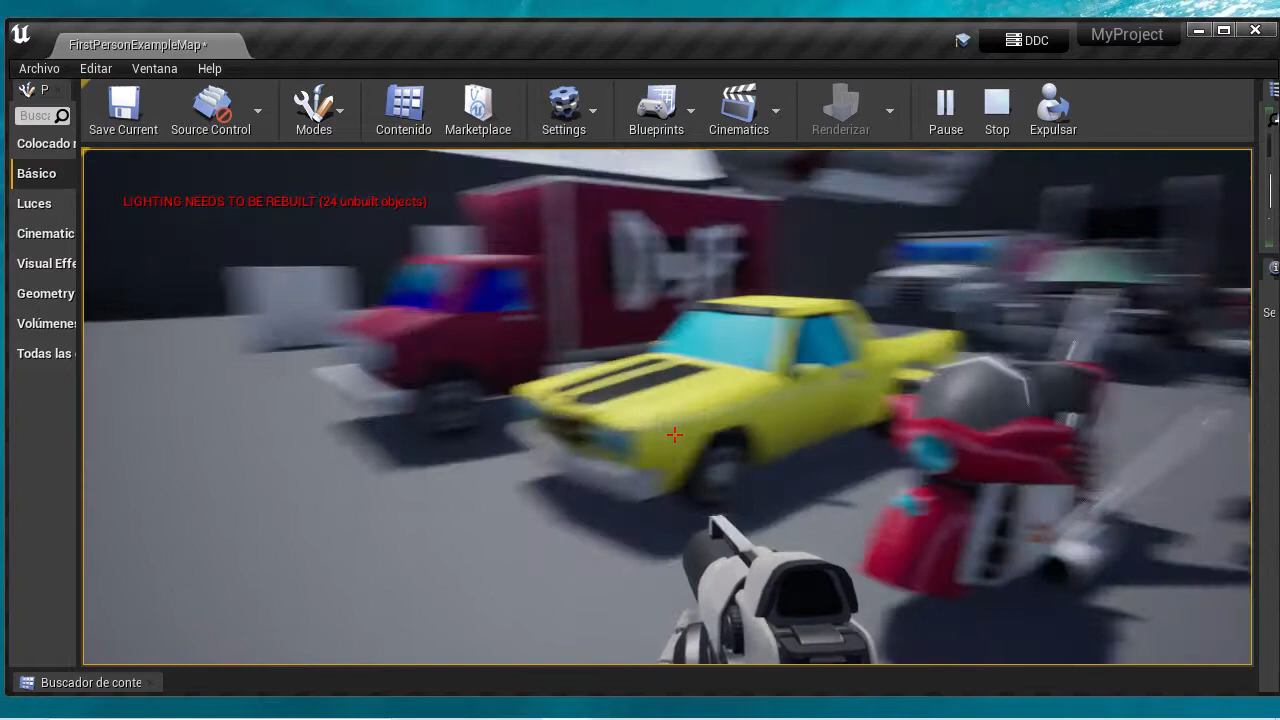 FirstPersonExampleMap*
DDC
MyProject
Archivo Editar Ventana Help
P
Busca
Save Current Source Control Modes Contenido Marketplace Settings Blueprints Cinematics Renderizar Pause Stop Expulsar
Colocado r
Básico
Luces
Cinematic
Visual Effe
Geometry
Volúmenes
Todas las
LIGHTING NEEDS TO BE REBUILT (24 unbuilt objects)
Se
Buscador de conte